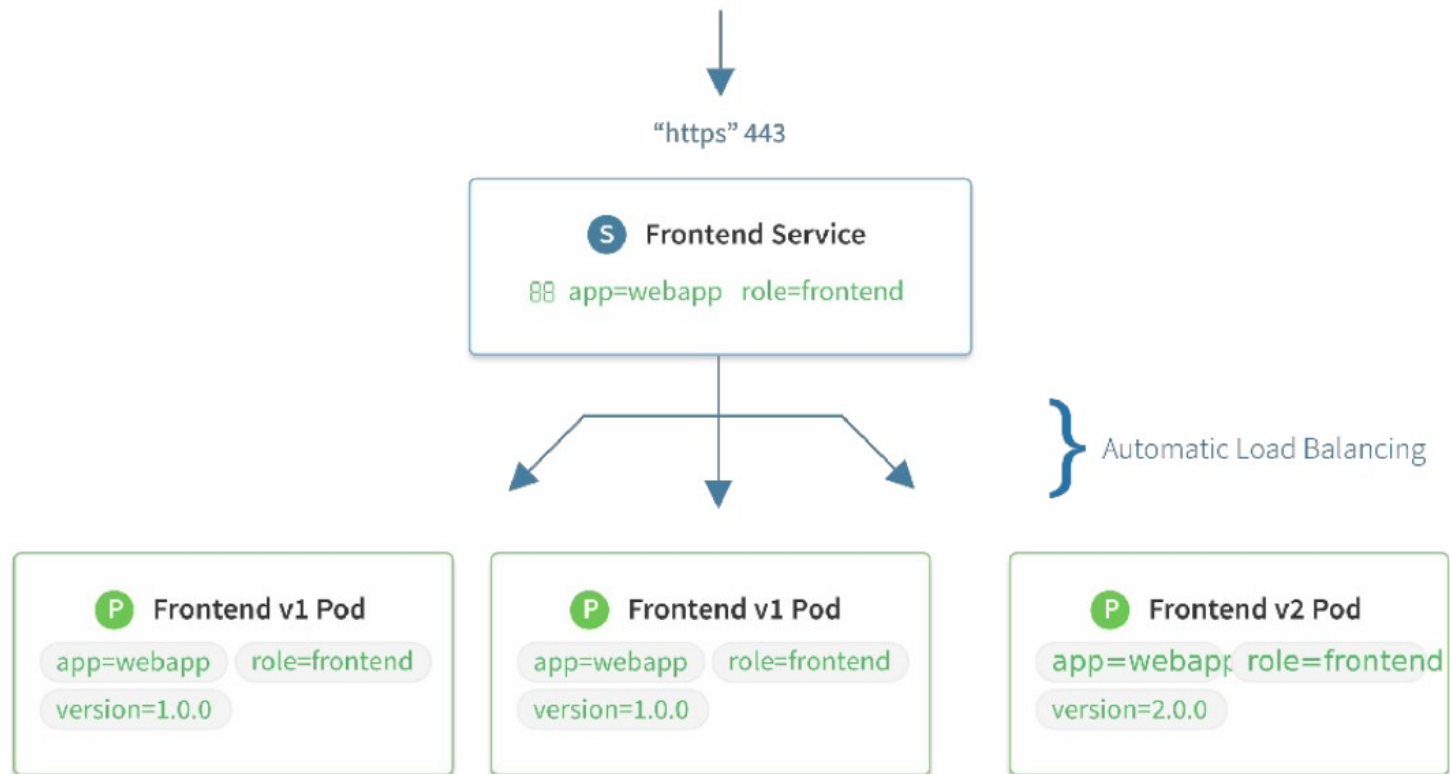 “https” 443
S Frontend Service
app=webapp role=frontend
Automatic Load Balancing
P Frontend v1 Pod
app=webapp role=frontend
version=1.0.0
P Frontend v1 Pod
app=webapp role=frontend
version=1.0.0
P Frontend v2 Pod
app=webapp role=frontend
version=2.0.0